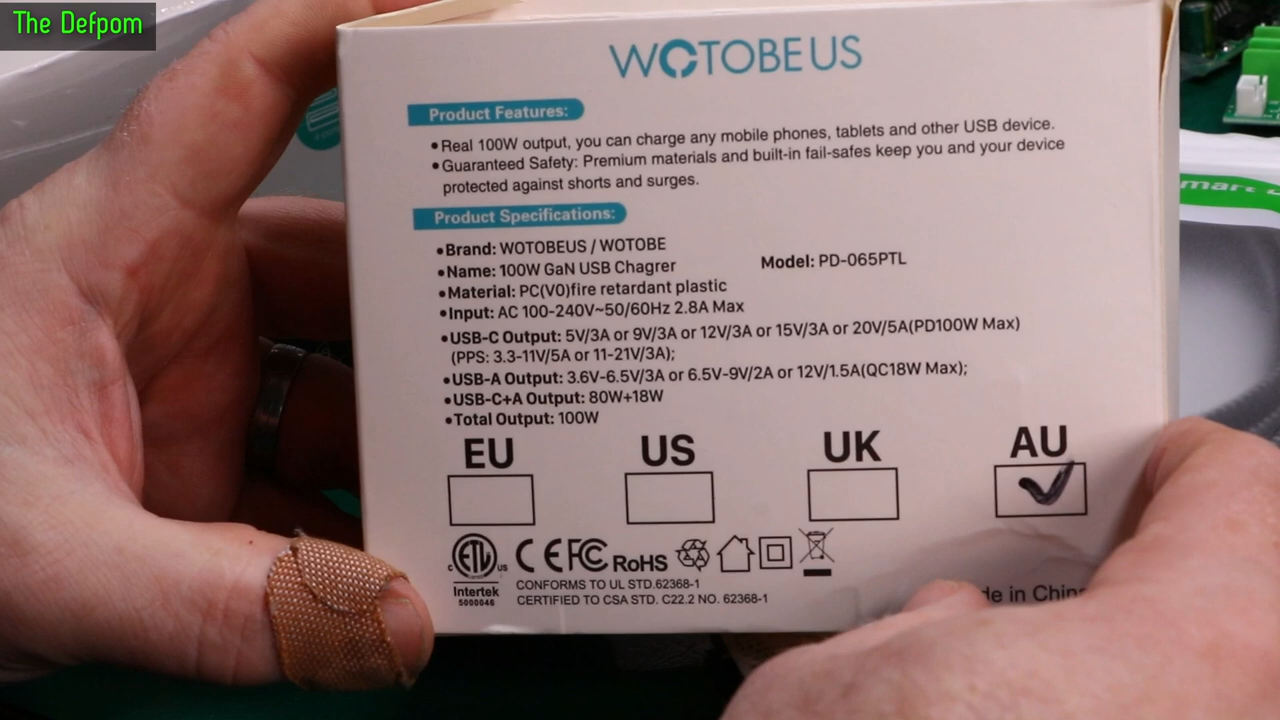 The Defpom
WOTOBEUS
Product Features:
•Real 100W output, you can charge any mobile phones, tablets and other USB device.
•Guaranteed Safety: Premium materials and built-in fail-safes keep you and your device
protected against shorts and surges.
Product Specifications:
•Brand: WOTOBEUS / WOTOBE
•Name: 100W GaN USB Chagrer Model: PD-065PTL
•Material: PC(V0)fire retardant plastic
•Input: AC 100-240V~50/60Hz 2.8A Max
•USB-C Output: 5V/3A or 9V/3A or 12V/3A or 15V/3A or 20V/5A(PD100W Max)
(PPS: 3.3-11V/5A or 11-21V/3A);
•USB-A Output: 3.6V-6.5V/3A or 6.5V-9V/2A or 12V/1.5A(QC18W Max);
•USB-C+A Output: 80W+18W
•Total Output: 100W
EU US UK AU
C ETL US CE FC RoHS
Intertek
5000046
CONFORMS TO UL STD.62368-1
CERTIFIED TO CSA STD. C22.2 NO. 62368-1
in China